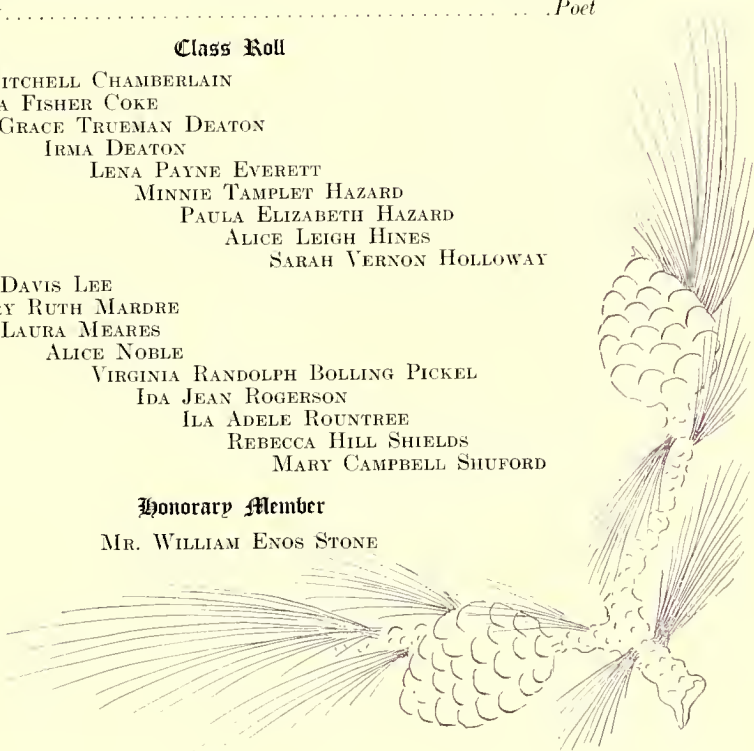 Poet
Class Roll
ITCHELL CHAMBERLAIN
A FISHER COKE
GRACE TRUEMAN DEATON
IRMA DEATON
LENA PAYNE EVERETT
MINNIE TAMPLET HAZARD
PAULA ELIZABETH HAZARD
ALICE LEIGH HINES
SARAH VERNON HOLLOWAY
DAVIS LEE
Y RUTH MARDRE
LAURA MEARES
ALICE NOBLE
VIRGINIA RANDOLPH BOLLING PICKEL
IDA JEAN ROGERSON
ILA ADELE ROUNTREE
REBECCA HILL SHIELDS
MARY CAMPBELL SHUFORD
Honorary Member
MR. WILLIAM ENOS STONE